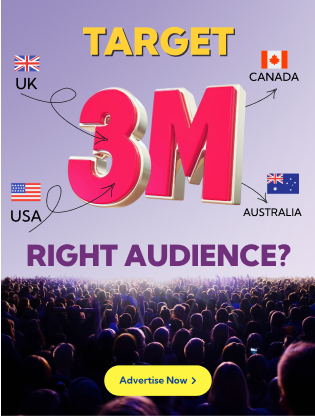 TARGET
UK
CANADA
3M
USA
AUSTRALIA
RIGHT AUDIENCE?
Advertise Now >